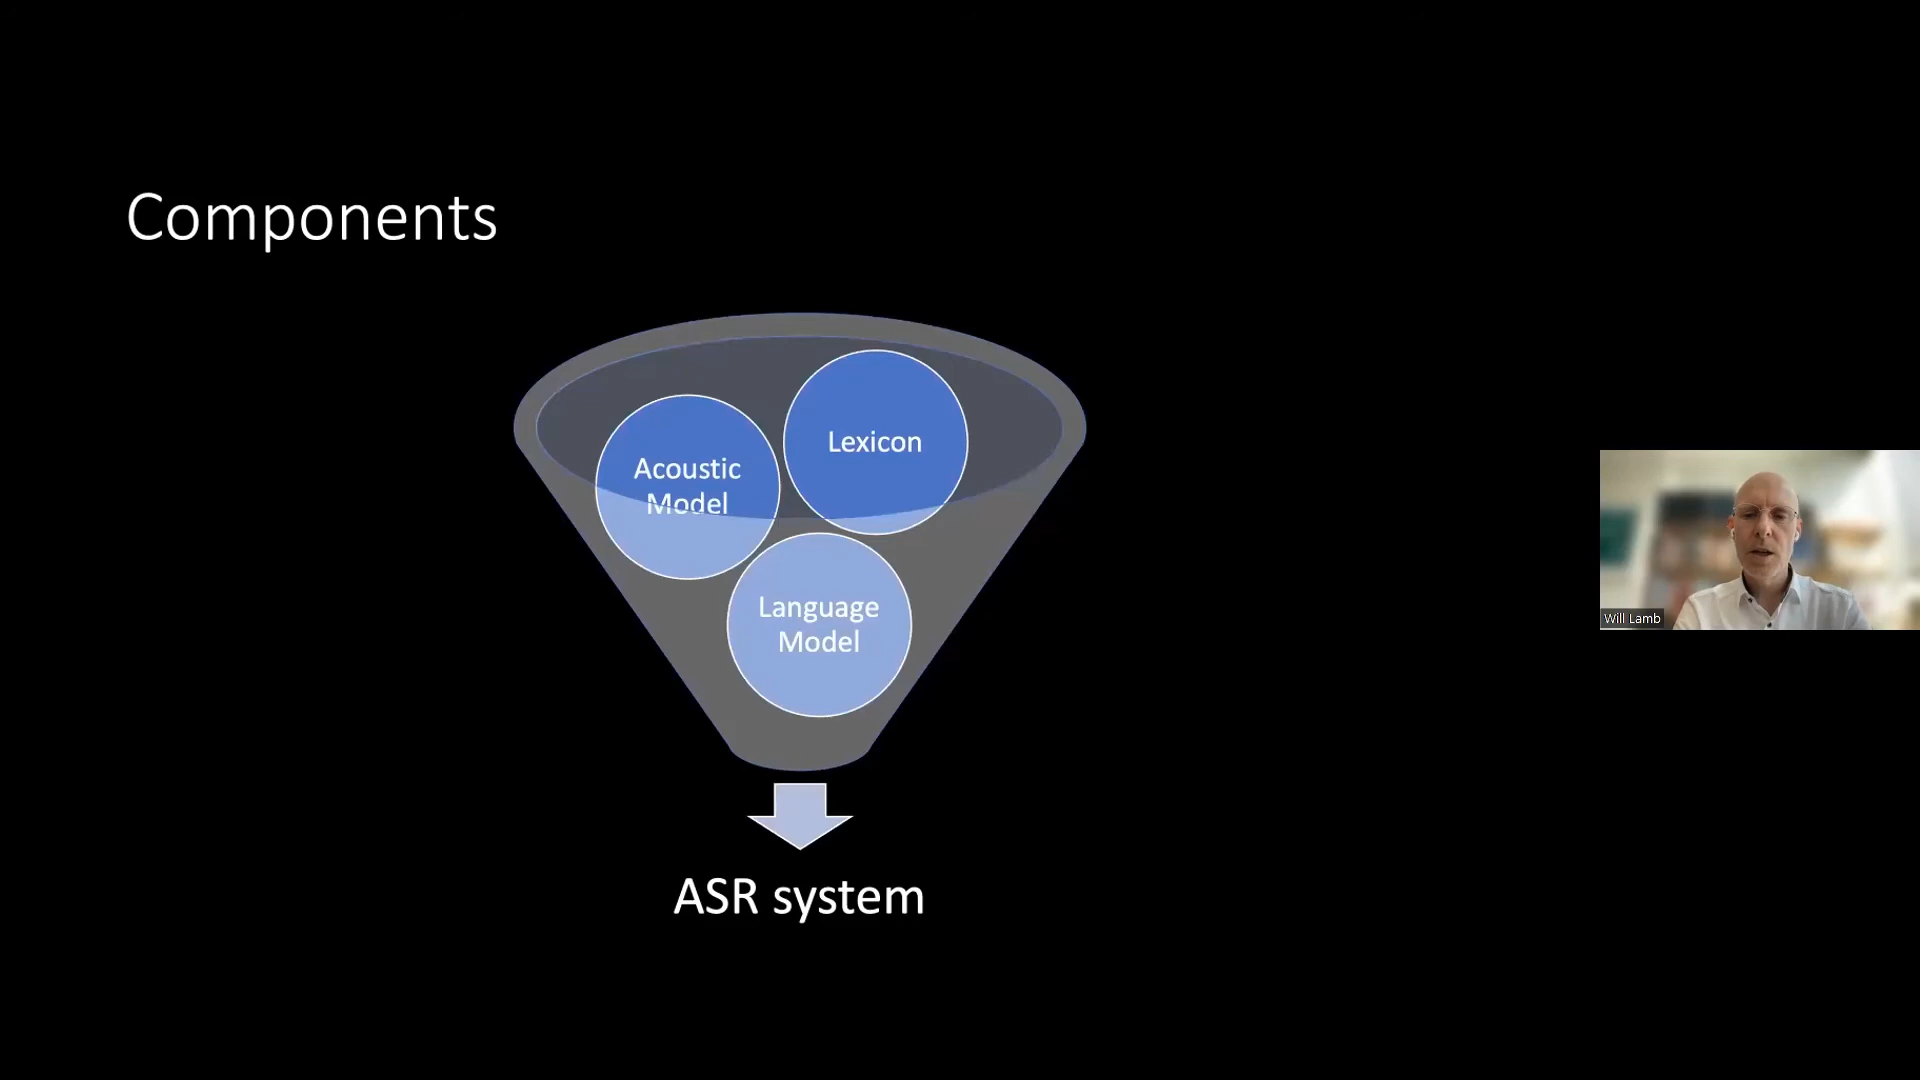 Components
Lexicon
Acoustic
Model
Language
Model
ASR system
Will Lamb